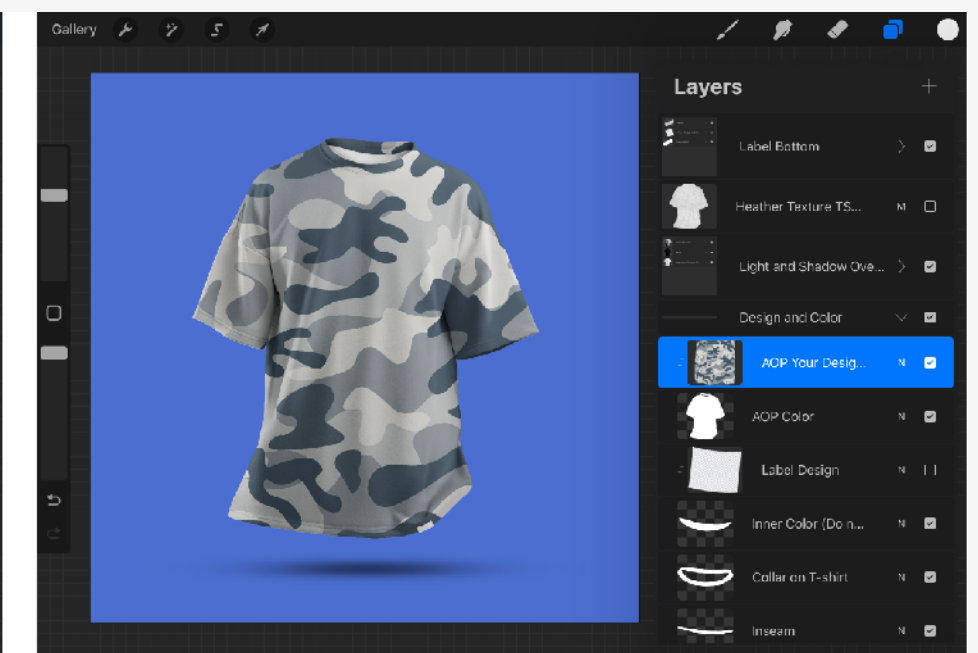 Gallery
Layers
Label Bottom
Heather Texture TS...
M
Light and Shadow Ove...
Design and Color
AOP Your Desig...
N
AOP Color
N
Label Design
N
Inner Color (Do n...
N
Collar on T-shirt
N
Inseam
N